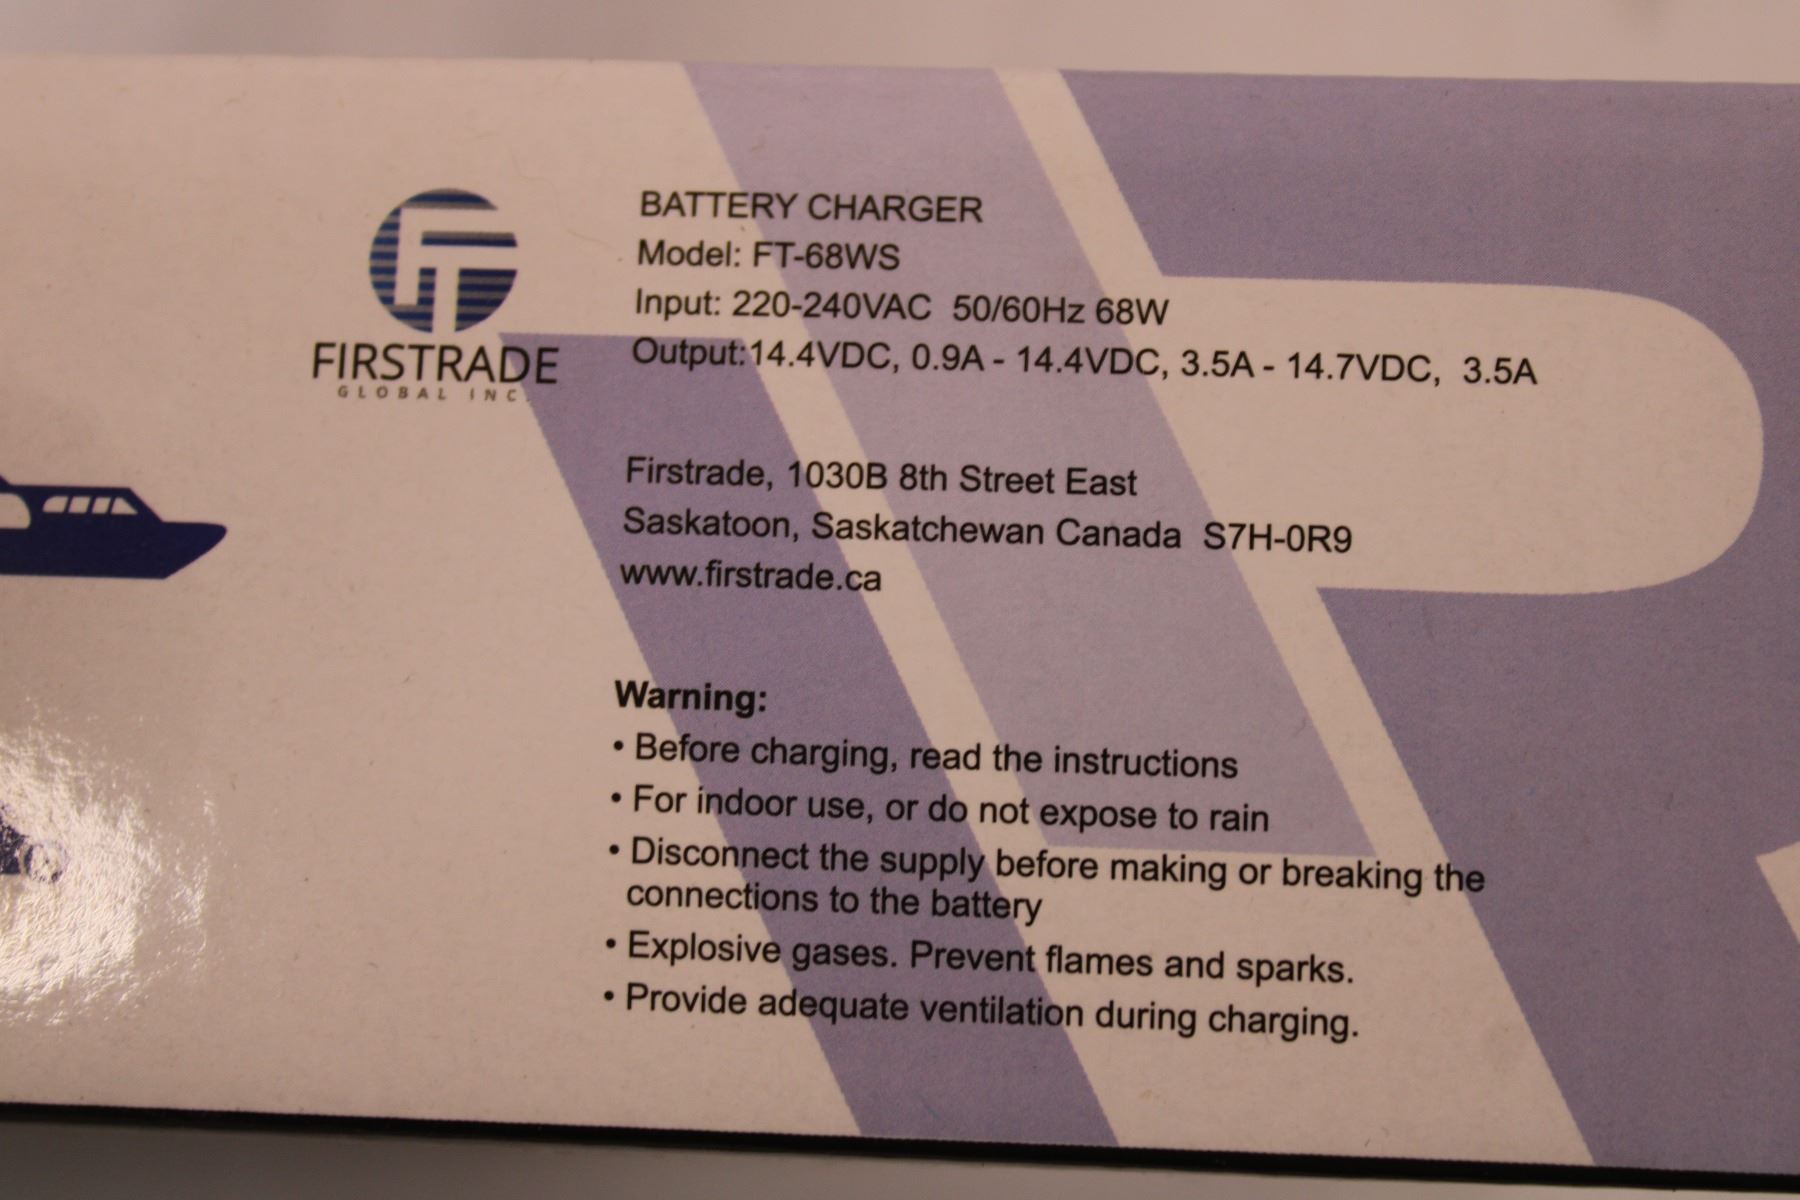 BATTERY CHARGER
Model: FT-68WS
Input: 220-240VAC  50/60Hz 68W
Output:14.4VDC, 0.9A - 14.4VDC, 3.5A - 14.7VDC,  3.5A
FT
FIRSTRADE
GLOBAL INC.
Firstrade, 1030B 8th Street East
Saskatoon, Saskatchewan Canada  S7H-0R9
www.firstrade.ca
Warning:
• Before charging, read the instructions
• For indoor use, or do not expose to rain
• Disconnect the supply before making or breaking the
connections to the battery
• Explosive gases. Prevent flames and sparks.
• Provide adequate ventilation during charging.